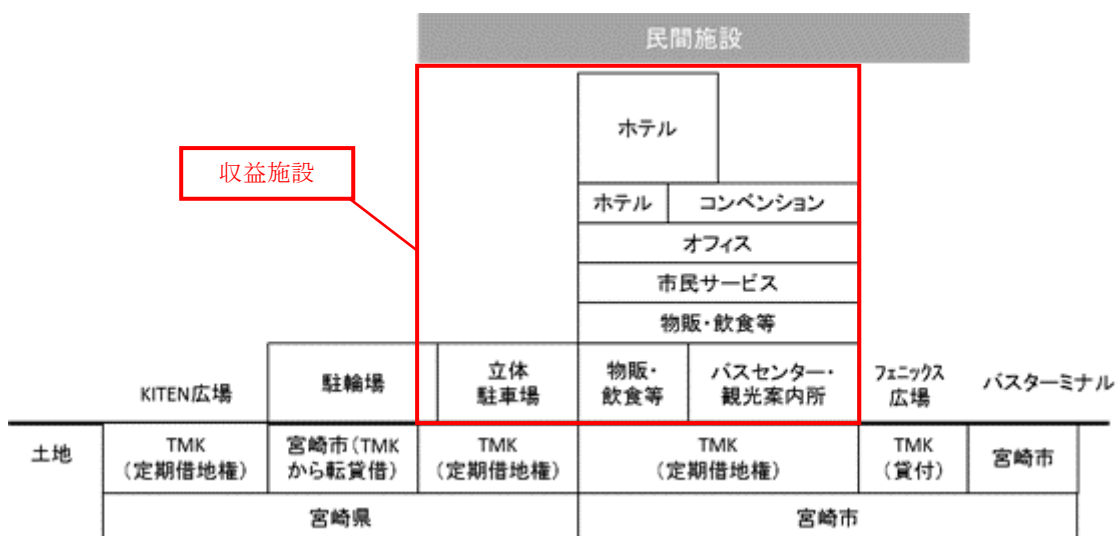 民間施設
ホテル
収益施設
ホテル
コンベンション
オフィス
市民サービス
物販・飲食等
KITEN広場
駐輪場
立体
駐車場
物販・
飲食等
バスセンター・
観光案内所
フェニックス
広場
バスターミナル
土地
TMK
(定期借地権)
宮崎市(TMK
から転貸借)
TMK
(定期借地権)
TMK
(定期借地権)
TMK
(貸付)
宮崎市
宮崎県
宮崎市